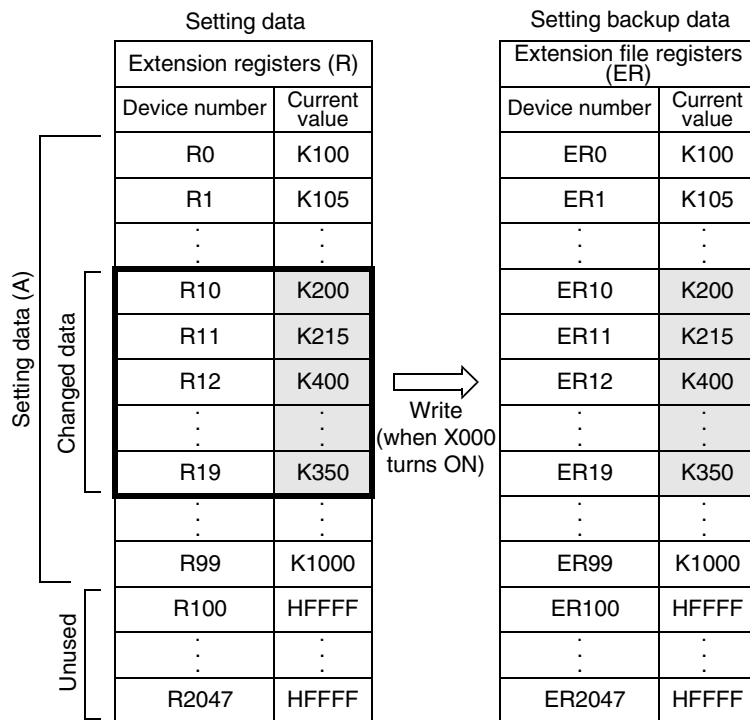 Setting data
Extension registers (R)
Device number Current value
R0 K100
R1 K105
: :
R10 K200
R11 K215
R12 K400
: :
R19 K350
: :
R99 K1000
R100 HFFFF
: :
R2047 HFFFF
Setting data (A)
Changed data
Unused
Write
(when X000
turns ON)
Setting backup data
Extension file registers
(ER)
Device number Current value
ER0 K100
ER1 K105
: :
ER10 K200
ER11 K215
ER12 K400
: :
ER19 K350
: :
ER99 K1000
ER100 HFFFF
: :
ER2047 HFFFF